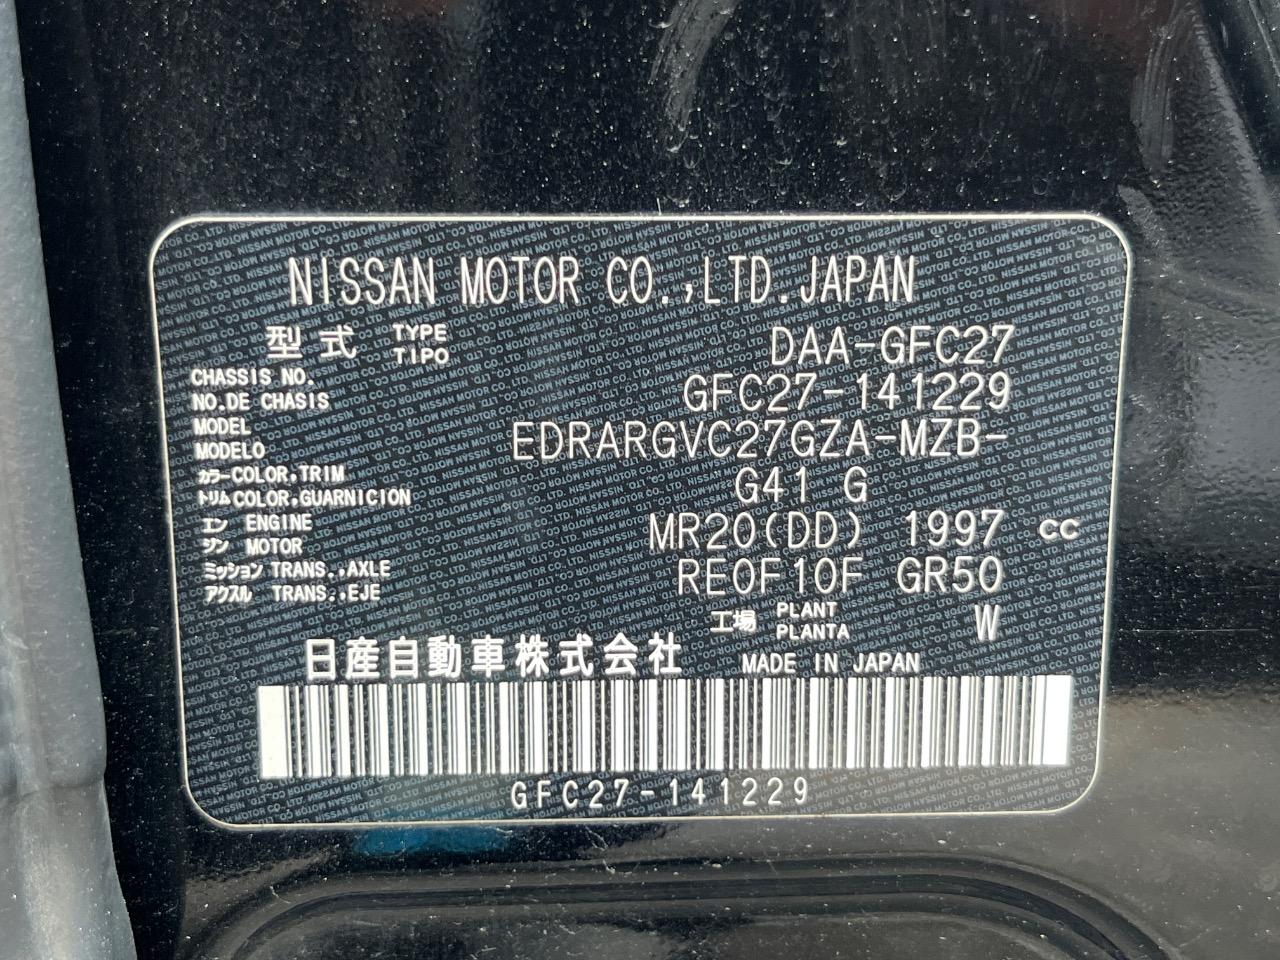 NISSAN MOTOR CO.,LTD.JAPAN
型式 TYPE TIPO DAA-GFC27
CHASSIS NO. NO.DE CHASIS GFC27-141229
MODEL MODELO EDRARGVC27GZA-MZB-
カラー COLOR,TRIM
トリム COLOR,GUARNICION G41 G
エン ENGINE
ジン MOTOR MR20(DD) 1997 CC
ミッション TRANS.,AXLE
アクスル TRANS.,EJE RE0F10F GR50
工場 PLANT PLANTA W
日産自動車株式会社 MADE IN JAPAN
GFC27-141229